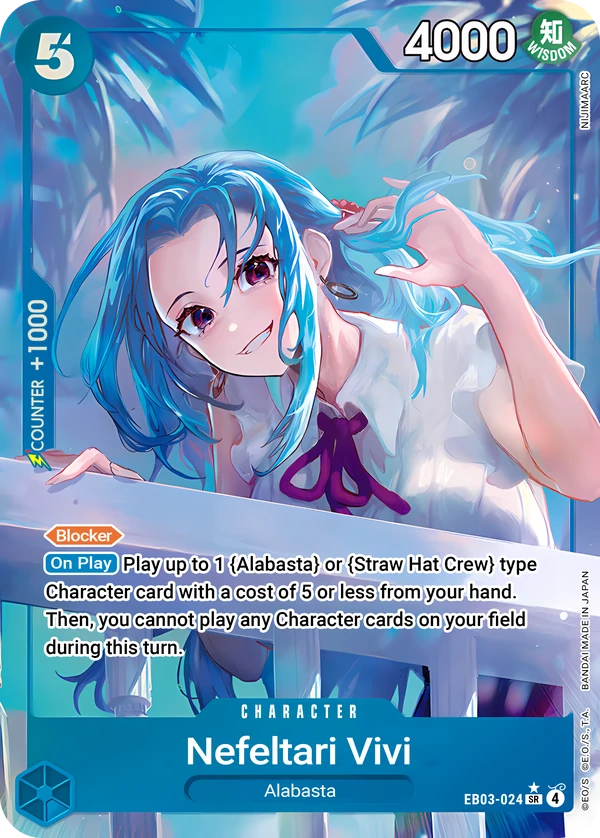 5
4000
知
WISDOM
NIJIMAARC
COUNTER +1000
Blocker
On Play Play up to 1 {Alabasta} or {Straw Hat Crew} type
Character card with a cost of 5 or less from your hand.
Then, you cannot play any Character cards on your field
during this turn.
CHARACTER
Nefeltari Vivi
Alabasta
EB03-024 SR ★ 4
©E.O/S. ©E.O./S., T.A. BANDAI MADE IN JAPAN